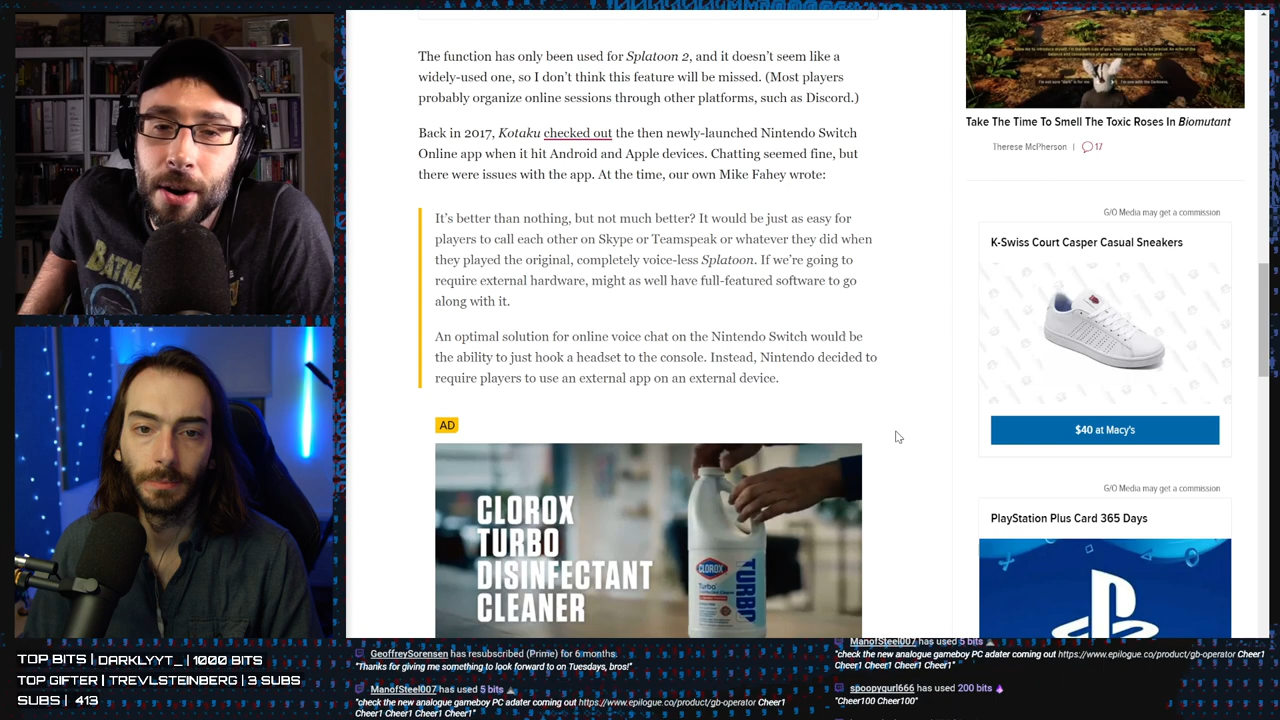 BATMAN
The function has only been used for Splatoon 2, and it doesn't seem like a
widely-used one, so I don't think this feature will be missed. (Most players
probably organize online sessions through other platforms, such as Discord.)
Back in 2017, Kotaku checked out the then newly-launched Nintendo Switch
Online app when it hit Android and Apple devices. Chatting seemed fine, but
there were issues with the app. At the time, our own Mike Fahey wrote:
It's better than nothing, but not much better? It would be just as easy for
players to call each other on Skype or Teamspeak or whatever they did when
they played the original, completely voice-less Splatoon. If we're going to
require external hardware, might as well have full-featured software to go
along with it.
An optimal solution for online voice chat on the Nintendo Switch would be
the ability to just hook a headset to the console. Instead, Nintendo decided to
require players to use an external app on an external device.
AD
CLOROX
TURBO
DISINFECTANT
CLEANER
CLOROX
Turbo
TURBO
Take The Time To Smell The Toxic Roses In Biomutant
Therese McPherson | 17
G/O Media may get a commission
K-Swiss Court Casper Casual Sneakers
$40 at Macy's
G/O Media may get a commission
PlayStation Plus Card 365 Days
TOP BITS | DARKLYYT_ | 1000 BITS
TOP GIFTER | TREVLSTEINBERG | 3 SUBS
SUBS | 413
GeoffreySorensen has resubscribed (Prime) for 6 months.
"Thanks for giving me something to look forward to on Tuesdays, bros!"
ManofSteel007 has used 5 bits
"check the new analogue gameboy PC adater coming out https://www.epilogue.co/product/gb-operator Cheer1
Cheer1 Cheer1 Cheer1 Cheer1"
ManofSteel007 has used 5 bits
"check the new analogue gameboy PC adater coming out https://www.epilogue.co/product/gb-operator Cheer1
Cheer1 Cheer1 Cheer1 Cheer1"
spoopygurl666 has used 200 bits
"Cheer100 Cheer100"